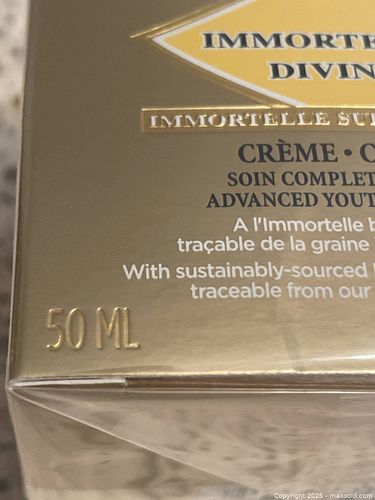 IMMORTE
DIVIN
IMMORTELLE SU
CRÈME • C
SOIN COMPLET
ADVANCED YOUT
A l'Immortelle b
traçable de la graine
With sustainably-sourced
traceable from our
50 ML
Copyright 2025 - maxsold.com